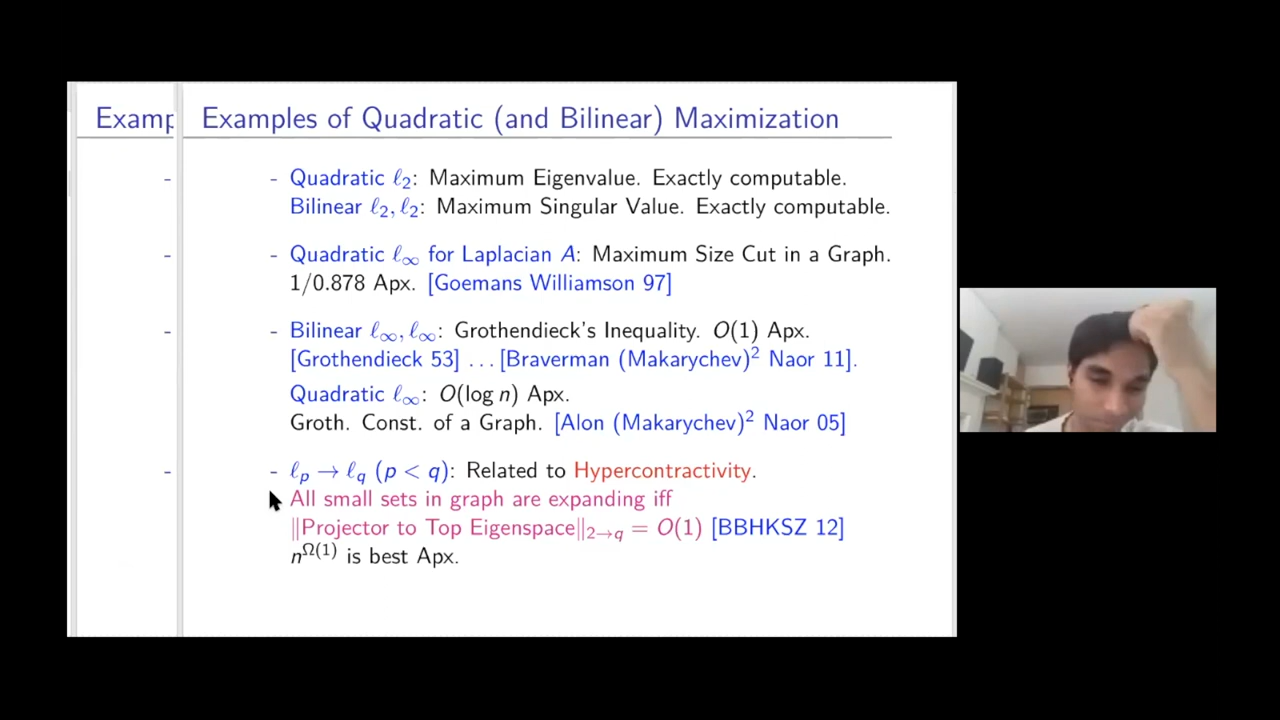 Examp
Examples of Quadratic (and Bilinear) Maximization
- Quadratic ℓ₂: Maximum Eigenvalue. Exactly computable.
Bilinear ℓ₂, ℓ₂: Maximum Singular Value. Exactly computable.
- Quadratic ℓ∞ for Laplacian A: Maximum Size Cut in a Graph.
1/0.878 Apx. [Goemans Williamson 97]
- Bilinear ℓ∞, ℓ∞: Grothendieck's Inequality. O(1) Apx.
[Grothendieck 53] ... [Braverman (Makarychev)² Naor 11].
Quadratic ℓ∞: O(log n) Apx.
Groth. Const. of a Graph. [Alon (Makarychev)² Naor 05]
- ℓₚ → ℓ_q (p < q): Related to Hypercontractivity.
All small sets in graph are expanding iff
‖Projector to Top Eigenspace‖₂→q = O(1) [BBHKSZ 12]
n^Ω(1) is best Apx.